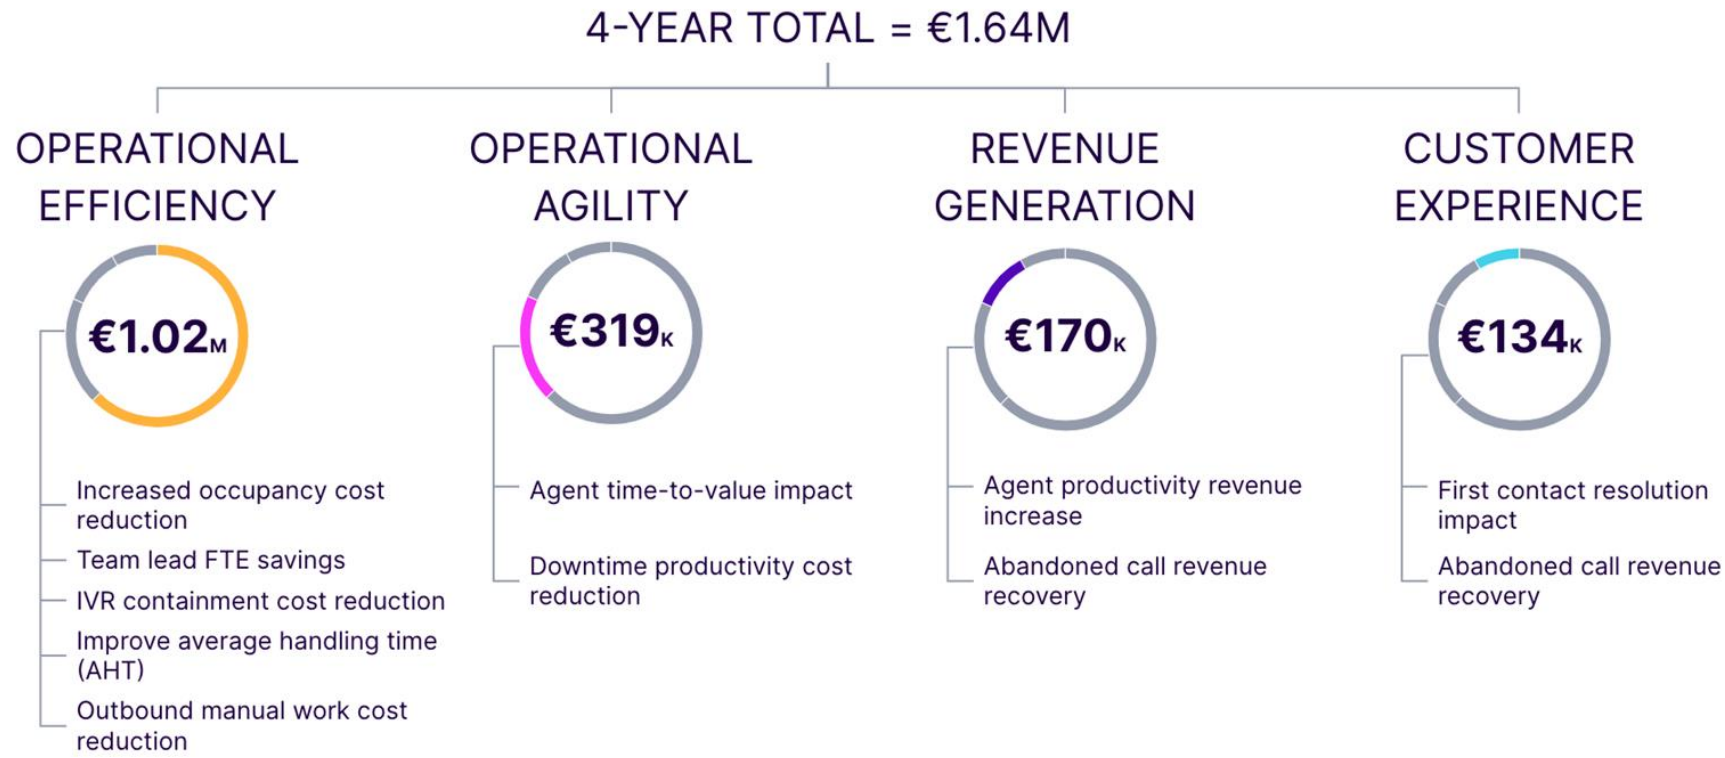 4-YEAR TOTAL = €1.64M
OPERATIONAL
EFFICIENCY
€1.02M
Increased occupancy cost
reduction
Team lead FTE savings
IVR containment cost reduction
Improve average handling time
(AHT)
Outbound manual work cost
reduction
OPERATIONAL
AGILITY
€319K
Agent time-to-value impact
Downtime productivity cost
reduction
REVENUE
GENERATION
€170K
Agent productivity revenue
increase
Abandoned call revenue
recovery
CUSTOMER
EXPERIENCE
€134K
First contact resolution
impact
Abandoned call revenue
recovery